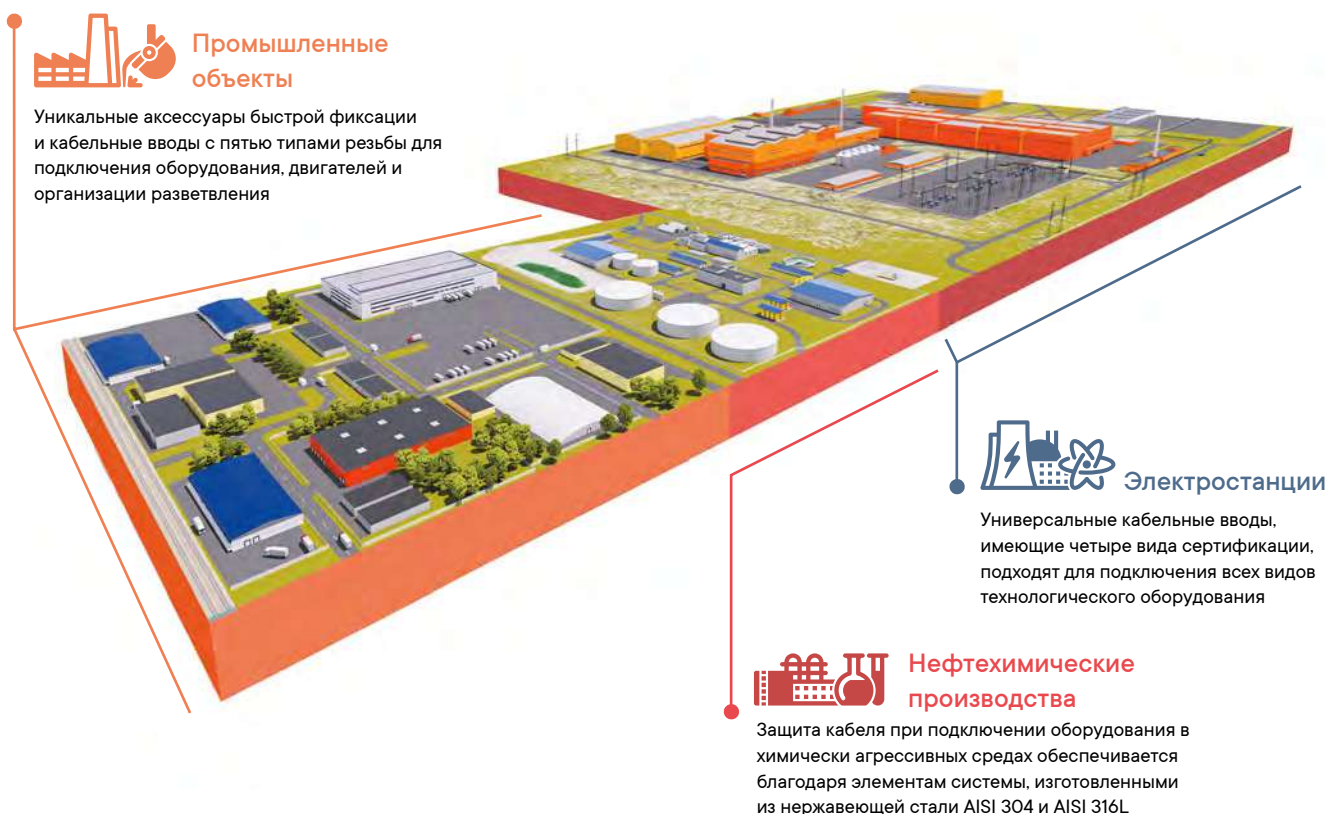 Промышленные
объекты
Уникальные аксессуары быстрой фиксации
и кабельные вводы с пятью типами резьбы для
подключения оборудования, двигателей и
организации разветвления
Электростанции
Универсальные кабельные вводы,
имеющие четыре вида сертификации,
подходят для подключения всех видов
технологического оборудования
Нефтехимические
производства
Защита кабеля при подключении оборудования в
химически агрессивных средах обеспечивается
благодаря элементам системы, изготовленными
из нержавеющей стали AISI 304 и AISI 316L